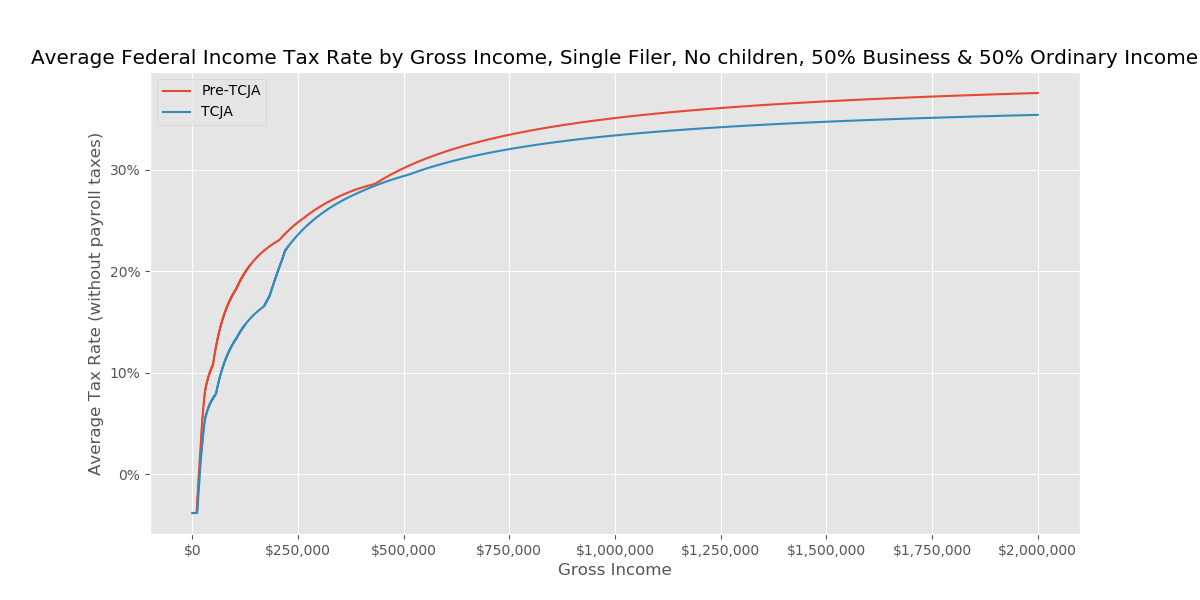 Average Federal Income Tax Rate by Gross Income, Single Filer, No children, 50% Business & 50% Ordinary Income
Pre-TCJA
TCJA
Average Tax Rate (without payroll taxes)
30%
20%
10%
0%
$0
$250,000
$500,000
$750,000
$1,000,000
$1,250,000
$1,500,000
$1,750,000
$2,000,000
Gross Income